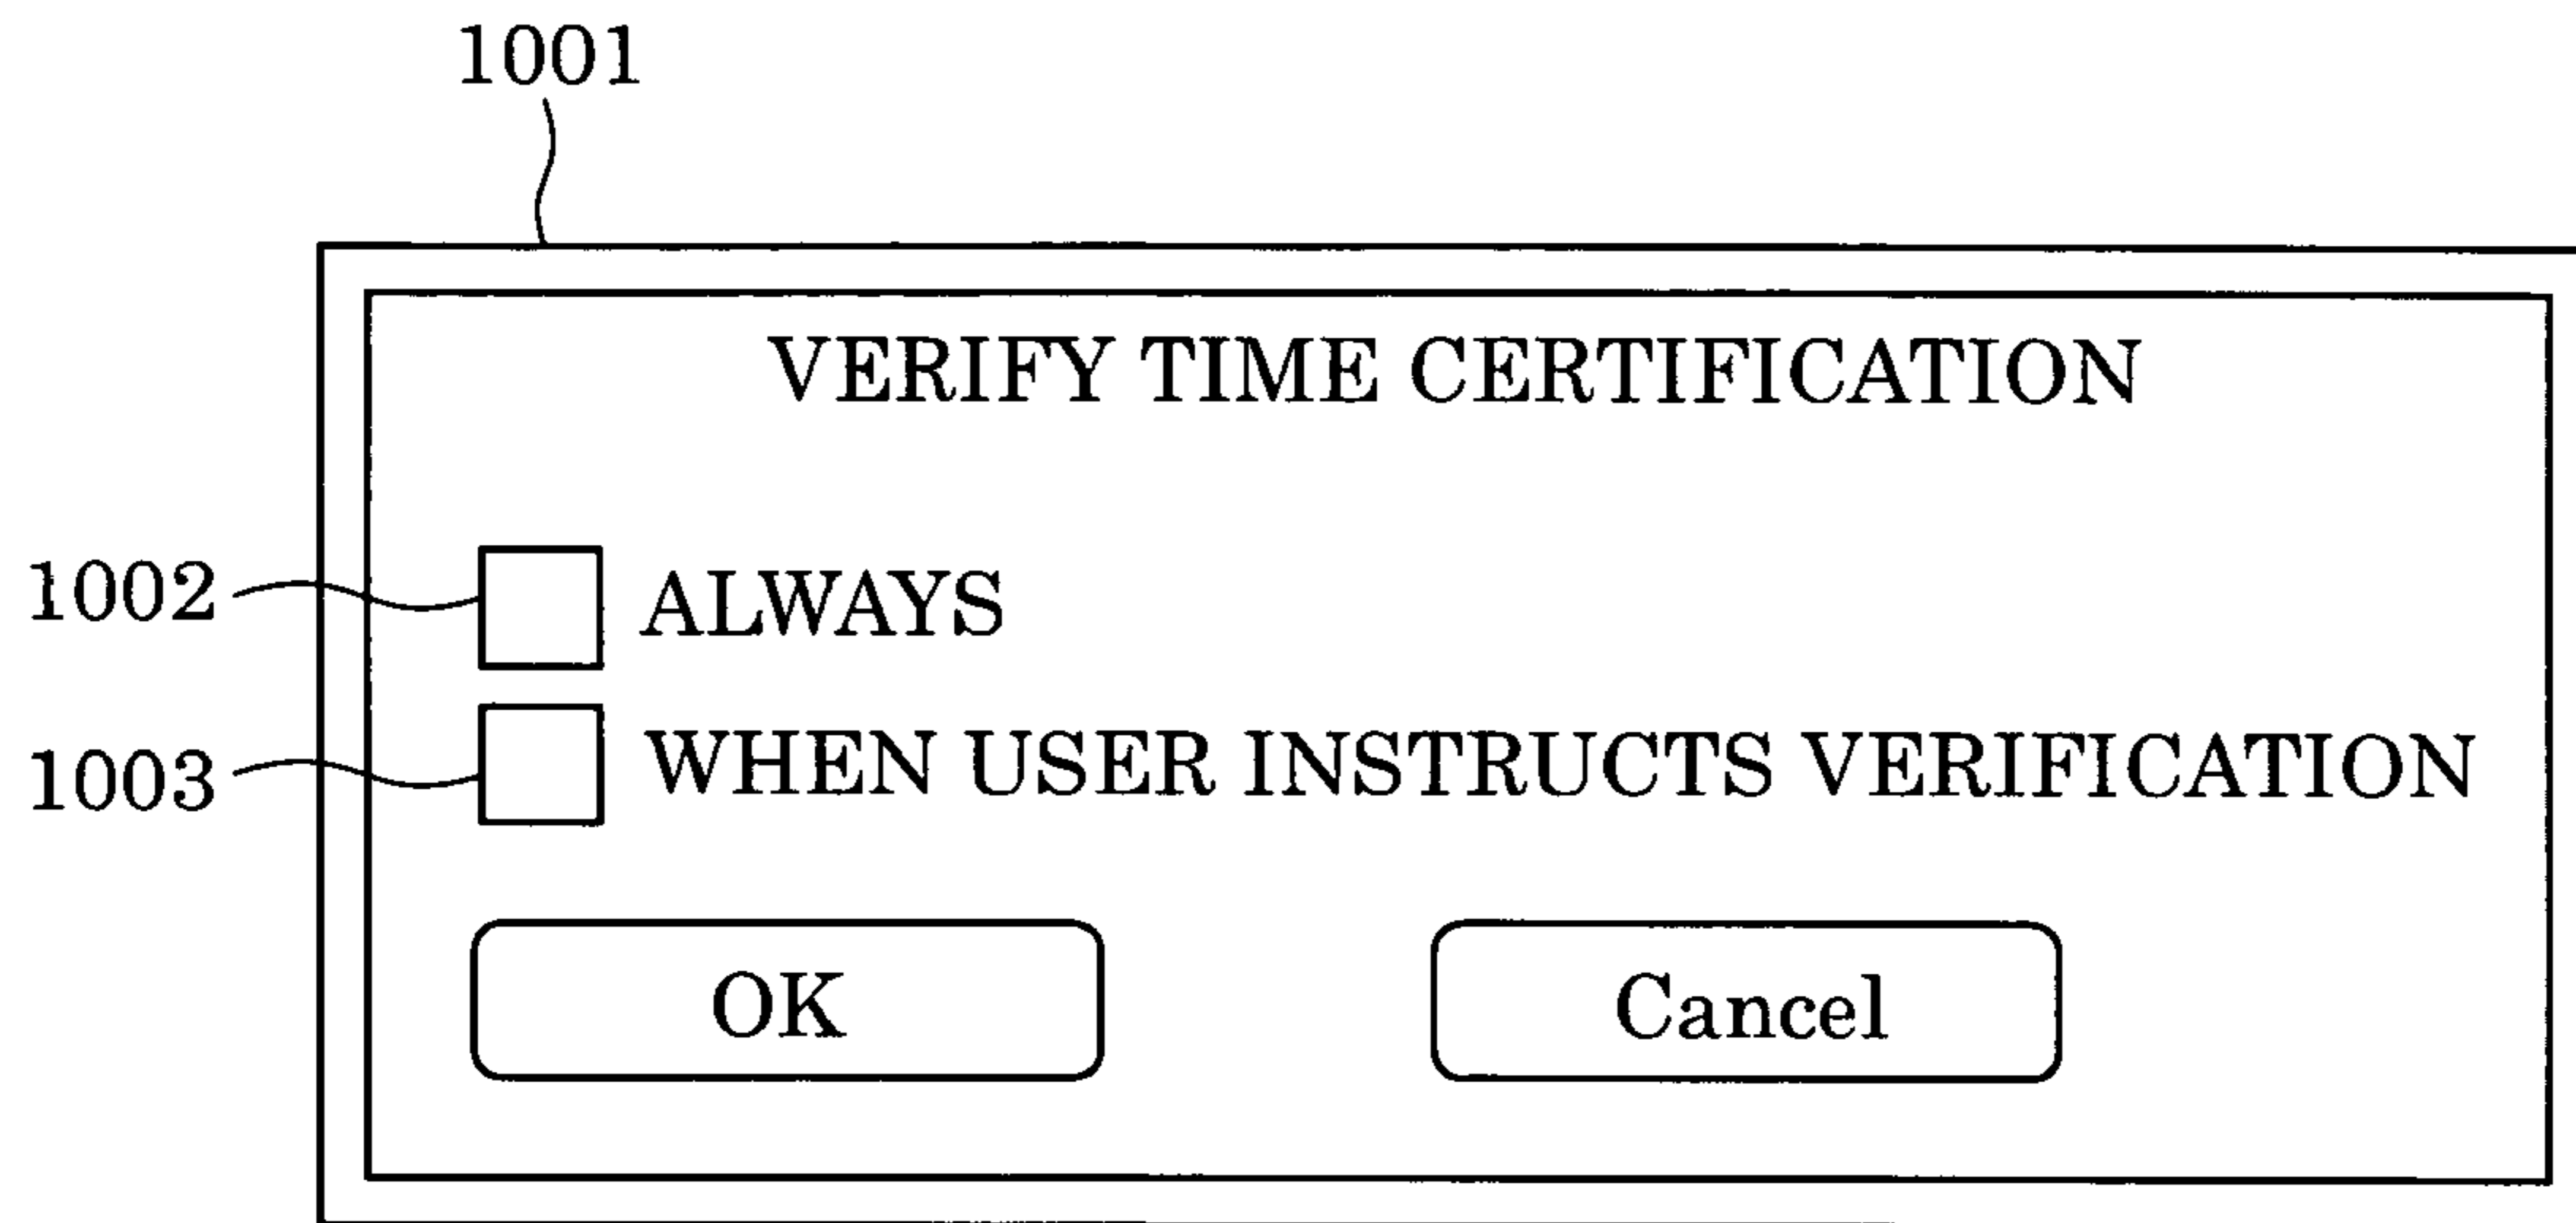 1001
VERIFY TIME CERTIFICATION
1002 ALWAYS
1003 WHEN USER INSTRUCTS VERIFICATION
OK Cancel